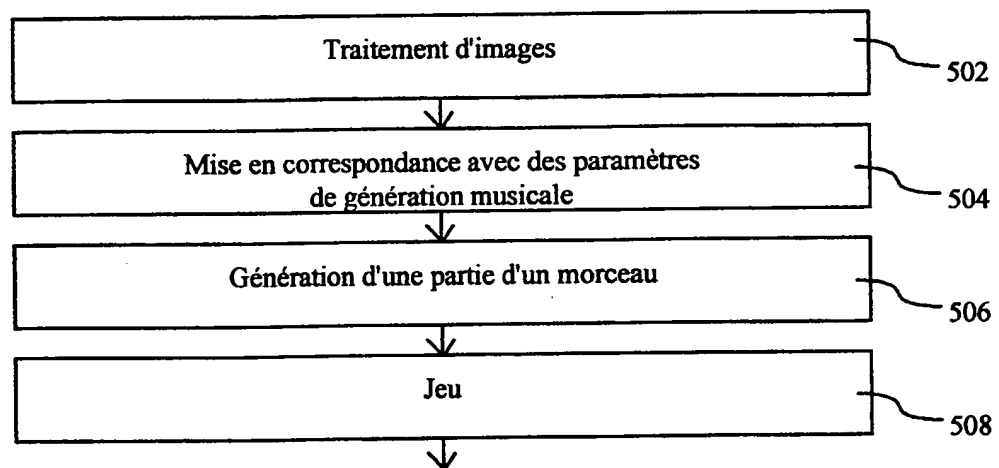 Traitement d'images
502
Mise en correspondance avec des paramètres
de génération musicale
504
Génération d'une partie d'un morceau
506
Jeu
508